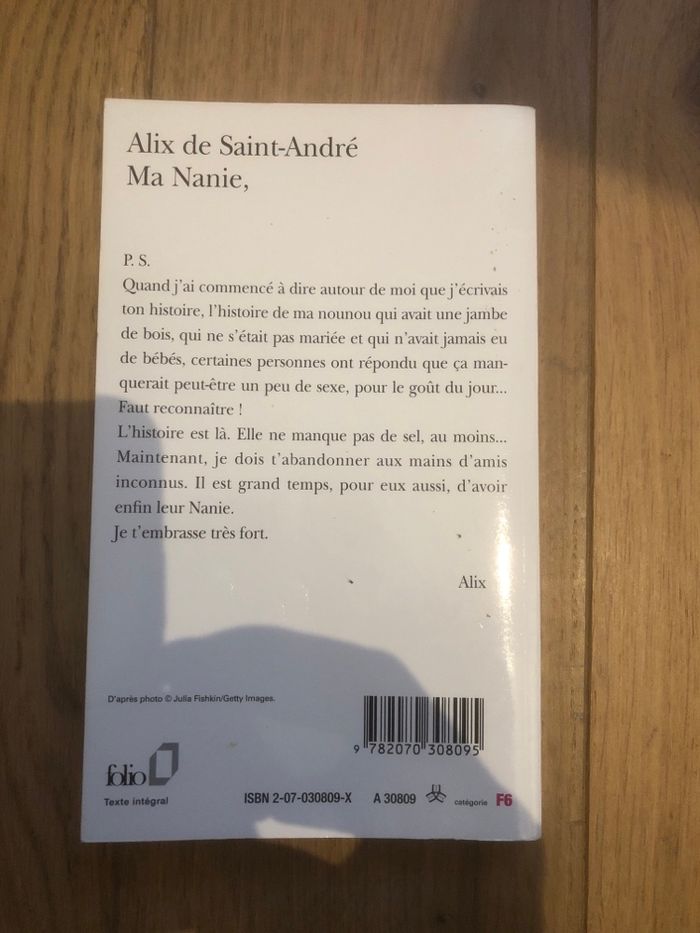 Alix de Saint-André
Ma Nanie,
P. S.
Quand j'ai commencé à dire autour de moi que j'écrivais
ton histoire, l'histoire de ma nounou qui avait une jambe
de bois, qui ne s'était pas mariée et qui n'avait jamais eu
de bébés, certaines personnes ont répondu que ça man-
querait peut-être un peu de sexe, pour le goût du jour...
Faut reconnaître !
L'histoire est là. Elle ne manque pas de sel, au moins...
Maintenant, je dois t'abandonner aux mains d'amis
inconnus. Il est grand temps, pour eux aussi, d'avoir
enfin leur Nanie.
Je t'embrasse très fort.
Alix
D'après photo © Julia Fishkin/Getty Images.
9 782070 308095
folio
Texte intégral
ISBN 2-07-030809-X A 30809 catégorie F6